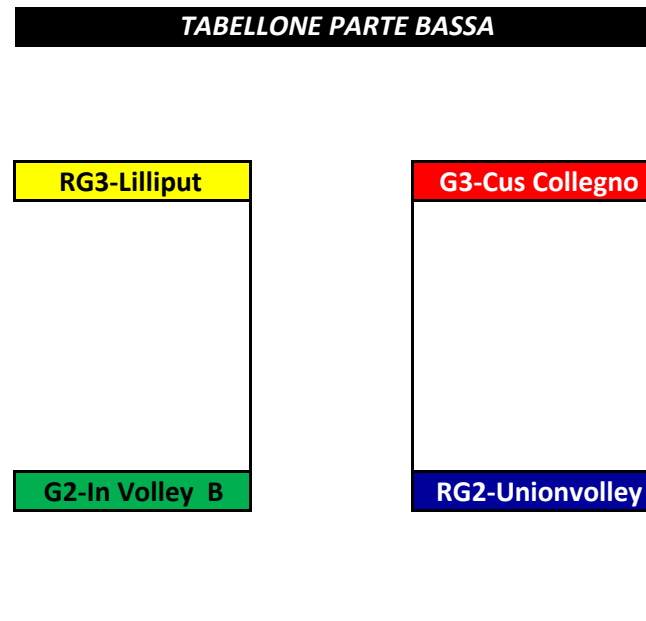 TABELLONE PARTE BASSA
RG3-Lilliput
G3-Cus Collegno
G2-In Volley  B
RG2-Unionvolley